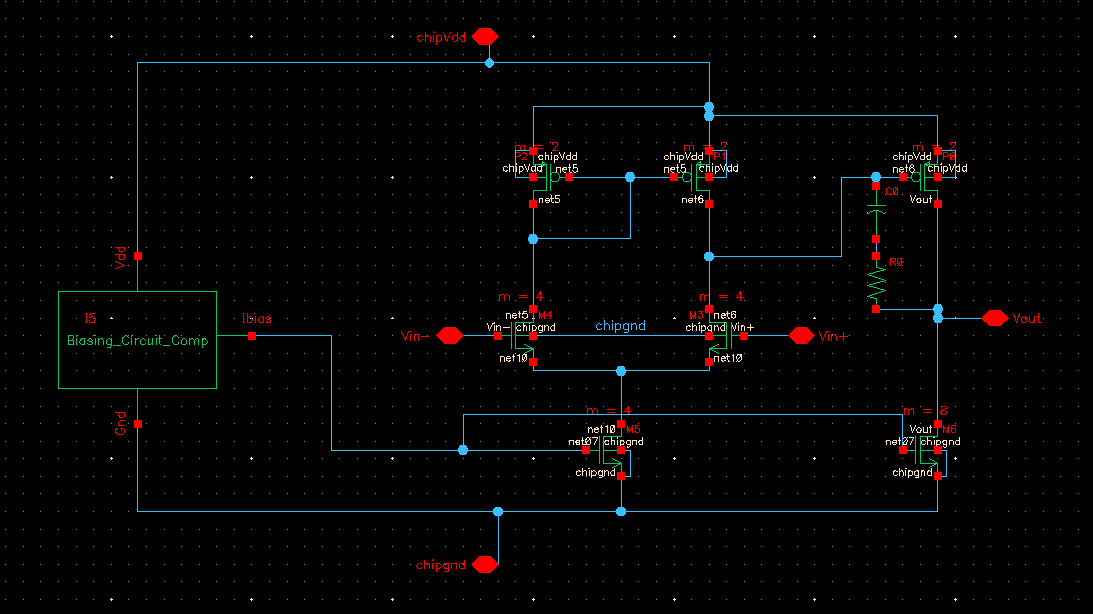 chipVdd
m = 2
m = 2
m = 2
P2
P1
P0
chipVdd
chipVdd
chipVdd
chipVdd
net5
net5
chipVdd
net6
chipVdd
net5
net6
Vout
C0
Vdd
R0
m = 4
m = 4
I5
Ibias
net5
M4
M3
net6
Vout
Vin-
Vin-
chipgnd
chipgnd
chipgnd
Vin+
Vin+
Biasing_Circuit_Comp
net10
net10
Gnd
m = 4
m = 8
net10
M5
Vout
M6
net07
chipgnd
net07
chipgnd
chipgnd
chipgnd
chipgnd